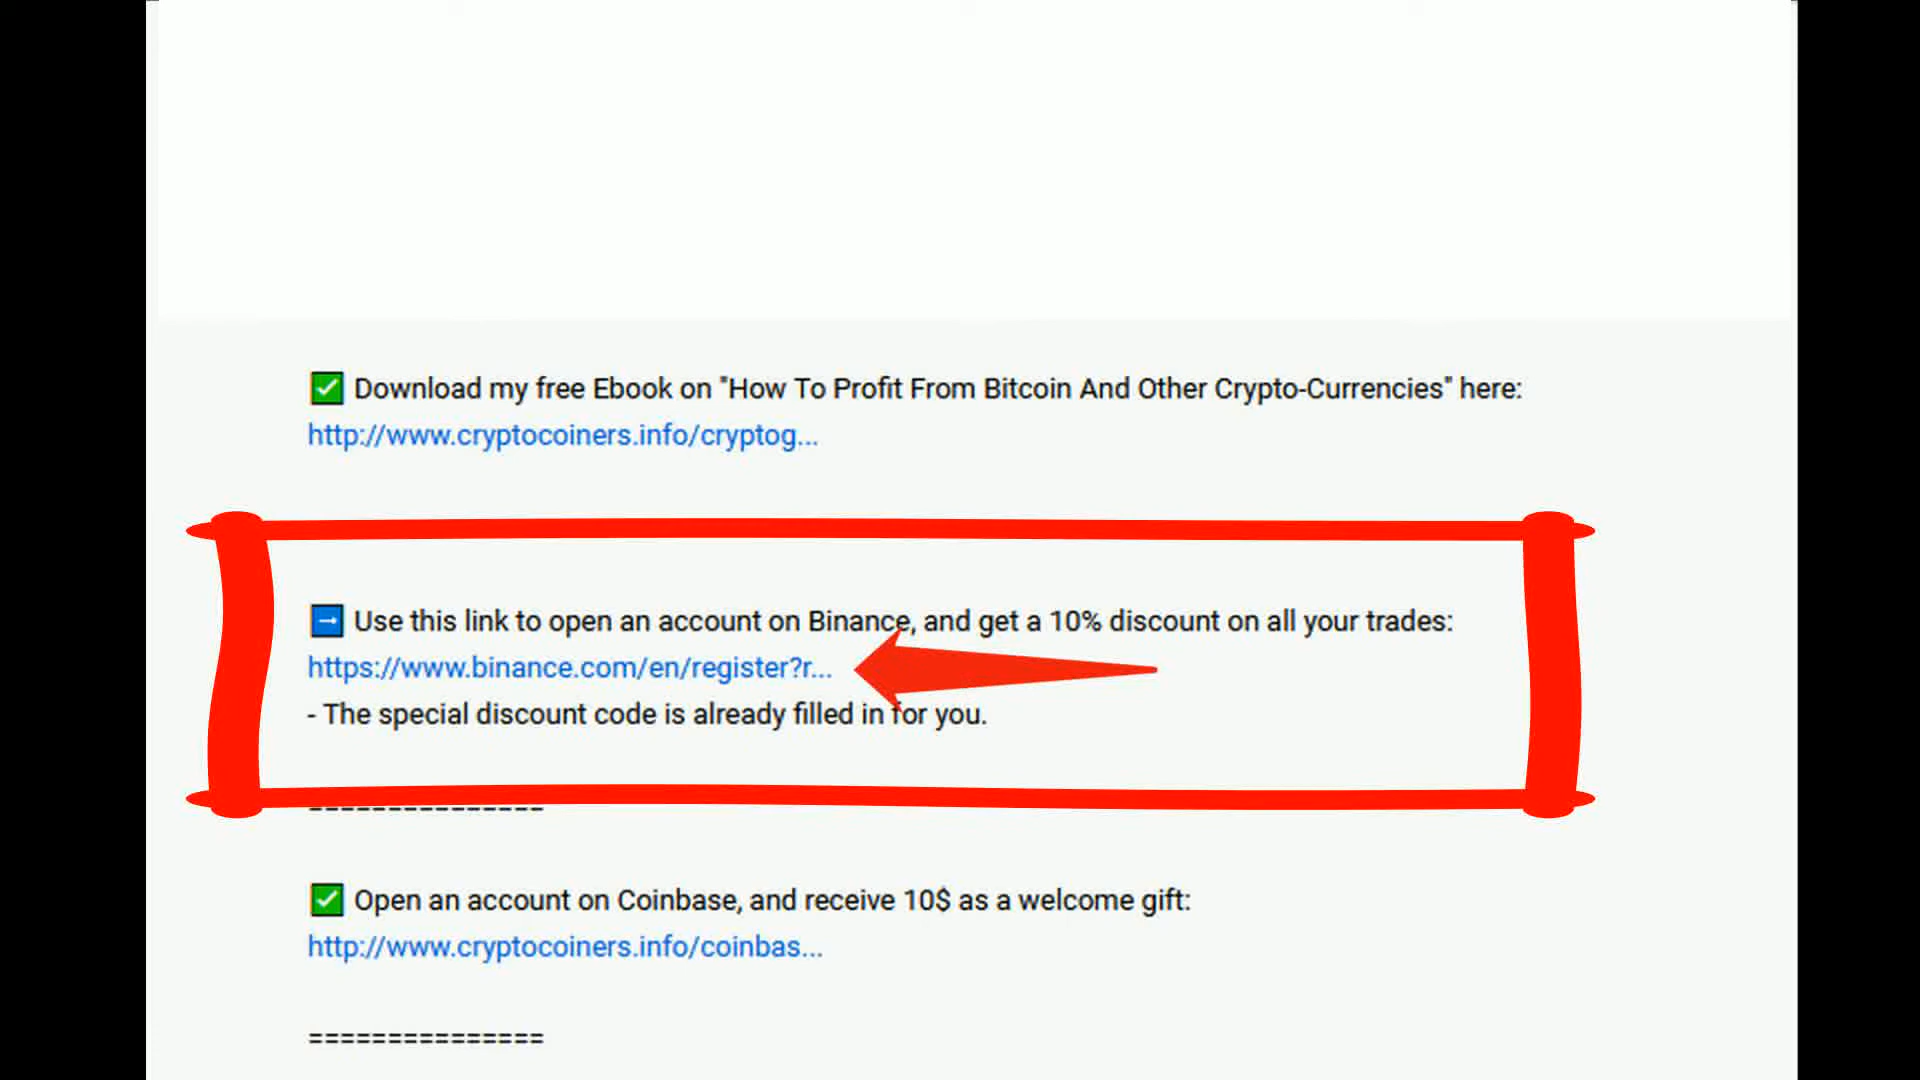 ✅ Download my free Ebook on "How To Profit From Bitcoin And Other Crypto-Currencies" here:
http://www.cryptocoiners.info/cryptog...
➡ Use this link to open an account on Binance, and get a 10% discount on all your trades:
https://www.binance.com/en/register?r...
- The special discount code is already filled in for you.
===============
✅ Open an account on Coinbase, and receive 10$ as a welcome gift:
http://www.cryptocoiners.info/coinbas...
===============